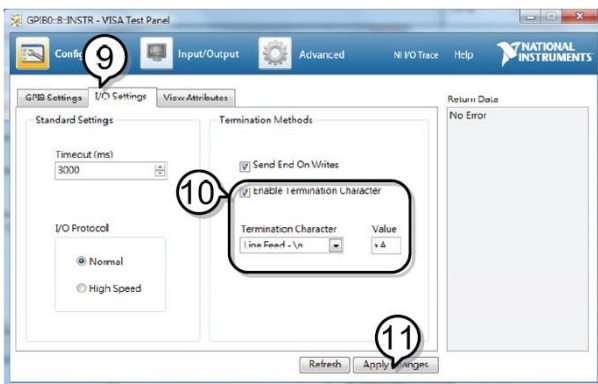 GPIB0::8::INSTR - VISA Test Panel
Input/Output
Advanced
NI I/O Trace
Help
NATIONAL
INSTRUMENTS
9
GPIB Settings
I/O Settings
View Attributes
Return Data
No Error
Standard Settings
Termination Methods
Timeout (ms)
3000
Send End On Writes
10
Enable Termination Character
I/O Protocol
Termination Character
Value
Line Feed - \n
xA
Normal
High Speed
11
Refresh
Apply